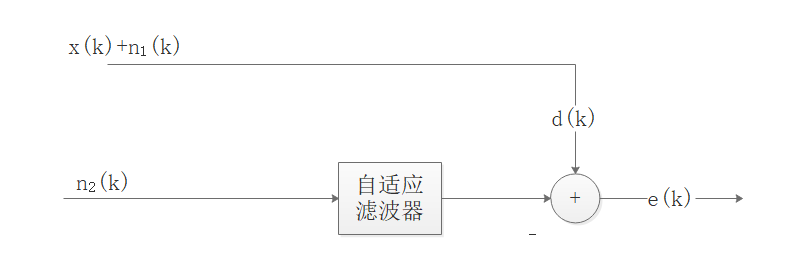 x(k)+n₁(k)
d(k)
n₂(k)
自适应
滤波器
+
e(k)
-